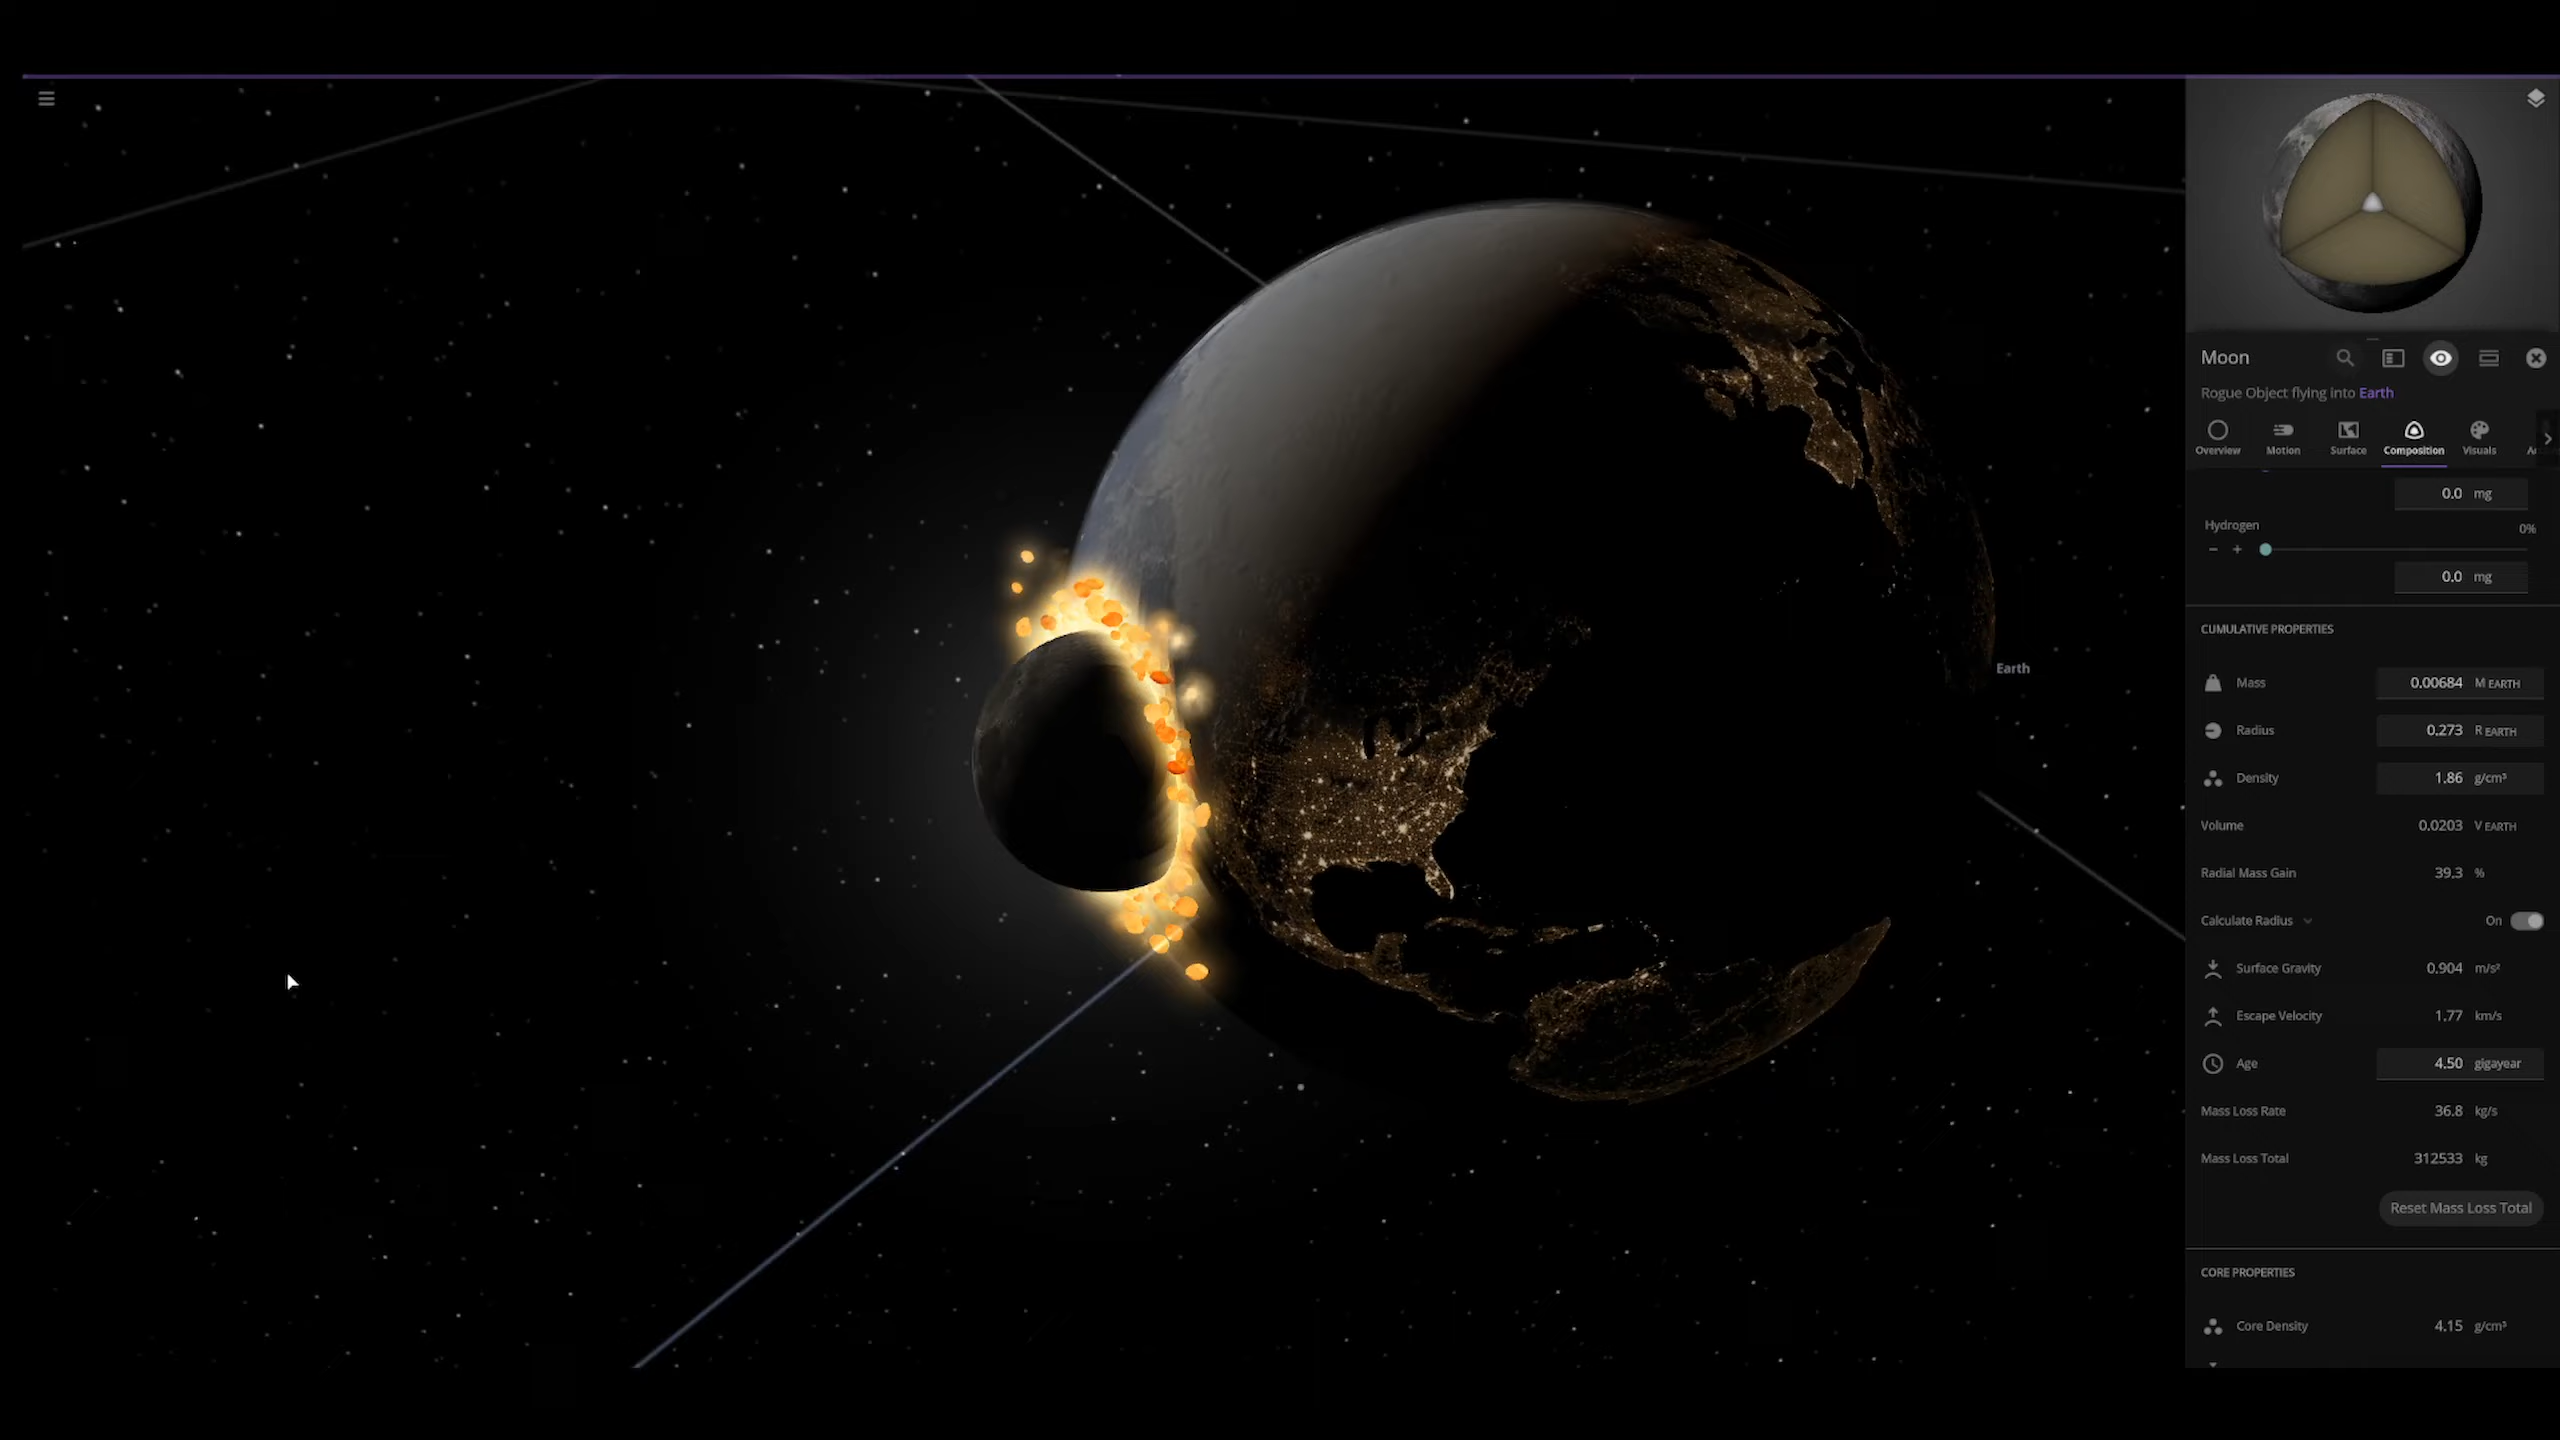 Moon
Rogue Object flying into Earth
Overview Motion Surface Composition Visuals
0.0 mg
Hydrogen 0%
0.0 mg
CUMULATIVE PROPERTIES
Mass 0.00684 M EARTH
Earth
Radius 0.273 R EARTH
Density 1.86 g/cm³
Volume 0.0203 V EARTH
Radial Mass Gain 39.3 %
Calculate Radius On
Surface Gravity 0.904 m/s²
Escape Velocity 1.77 km/s
Age 4.50 gigayear
Mass Loss Rate 36.8 kg/s
Mass Loss Total 312533 kg
Reset Mass Loss Total
CORE PROPERTIES
Core Density 4.15 g/cm³